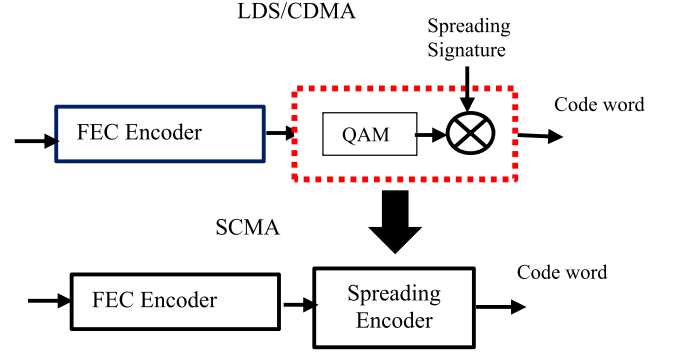 LDS/CDMA
Spreading
Signature
FEC Encoder
QAM
Code word
SCMA
FEC Encoder
Spreading
Encoder
Code word